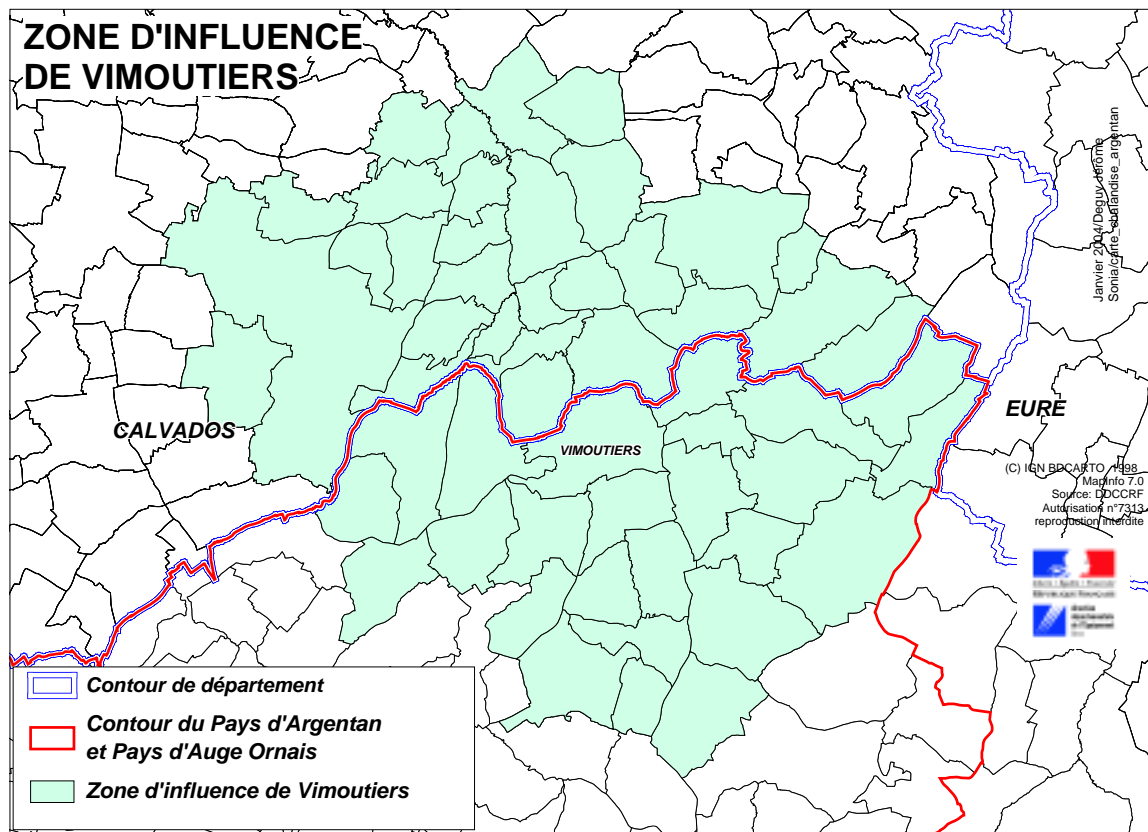 ZONE D'INFLUENCE
DE VIMOUTIERS
Janvier 2004/Deguy Jérôme
Sonia/carte_chalandise_argentan
CALVADOS
EURE
VIMOUTIERS
(C) IGN BDCARTO 1998
MapInfo 7.0
Source: DDCCRF
Autorisation n°7313
reproduction interdite
Contour de département
Contour du Pays d'Argentan
et Pays d'Auge Ornais
Zone d'influence de Vimoutiers